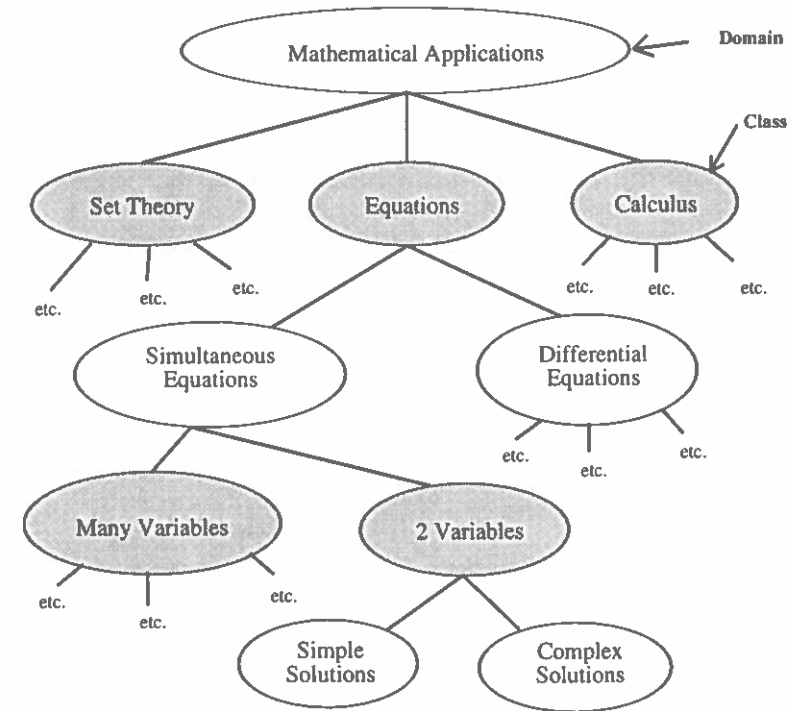 Mathematical Applications
Domain
Class
Set Theory
Equations
Calculus
etc.
etc.
etc.
etc.
etc.
etc.
Simultaneous
Equations
Differential
Equations
etc.
etc.
etc.
Many Variables
2 Variables
etc.
etc.
etc.
Simple
Solutions
Complex
Solutions